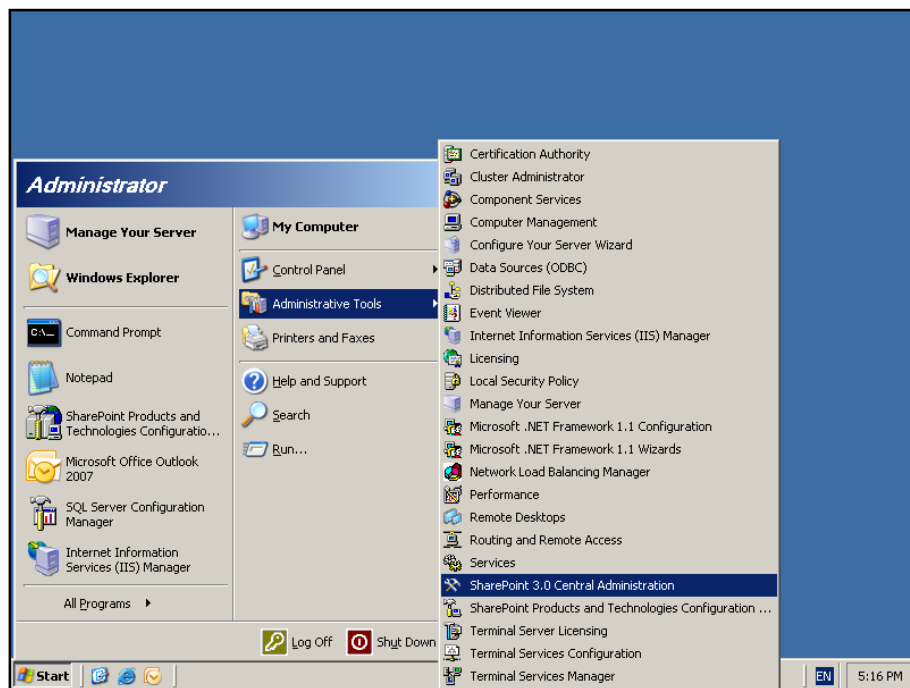 Administrator
Manage Your Server
Windows Explorer
Command Prompt
Notepad
SharePoint Products and
Technologies Configuratio...
Microsoft Office Outlook
2007
SQL Server Configuration
Manager
Internet Information
Services (IIS) Manager
All Programs
My Computer
Control Panel
Administrative Tools
Printers and Faxes
Help and Support
Search
Run...
Log Off
Shut Down
Certification Authority
Cluster Administrator
Component Services
Computer Management
Configure Your Server Wizard
Data Sources (ODBC)
Distributed File System
Event Viewer
Internet Information Services (IIS) Manager
Licensing
Local Security Policy
Manage Your Server
Microsoft .NET Framework 1.1 Configuration
Microsoft .NET Framework 1.1 Wizards
Network Load Balancing Manager
Performance
Remote Desktops
Routing and Remote Access
Services
SharePoint 3.0 Central Administration
SharePoint Products and Technologies Configuration ...
Terminal Server Licensing
Terminal Services Configuration
Terminal Services Manager
Start
EN
5:16 PM